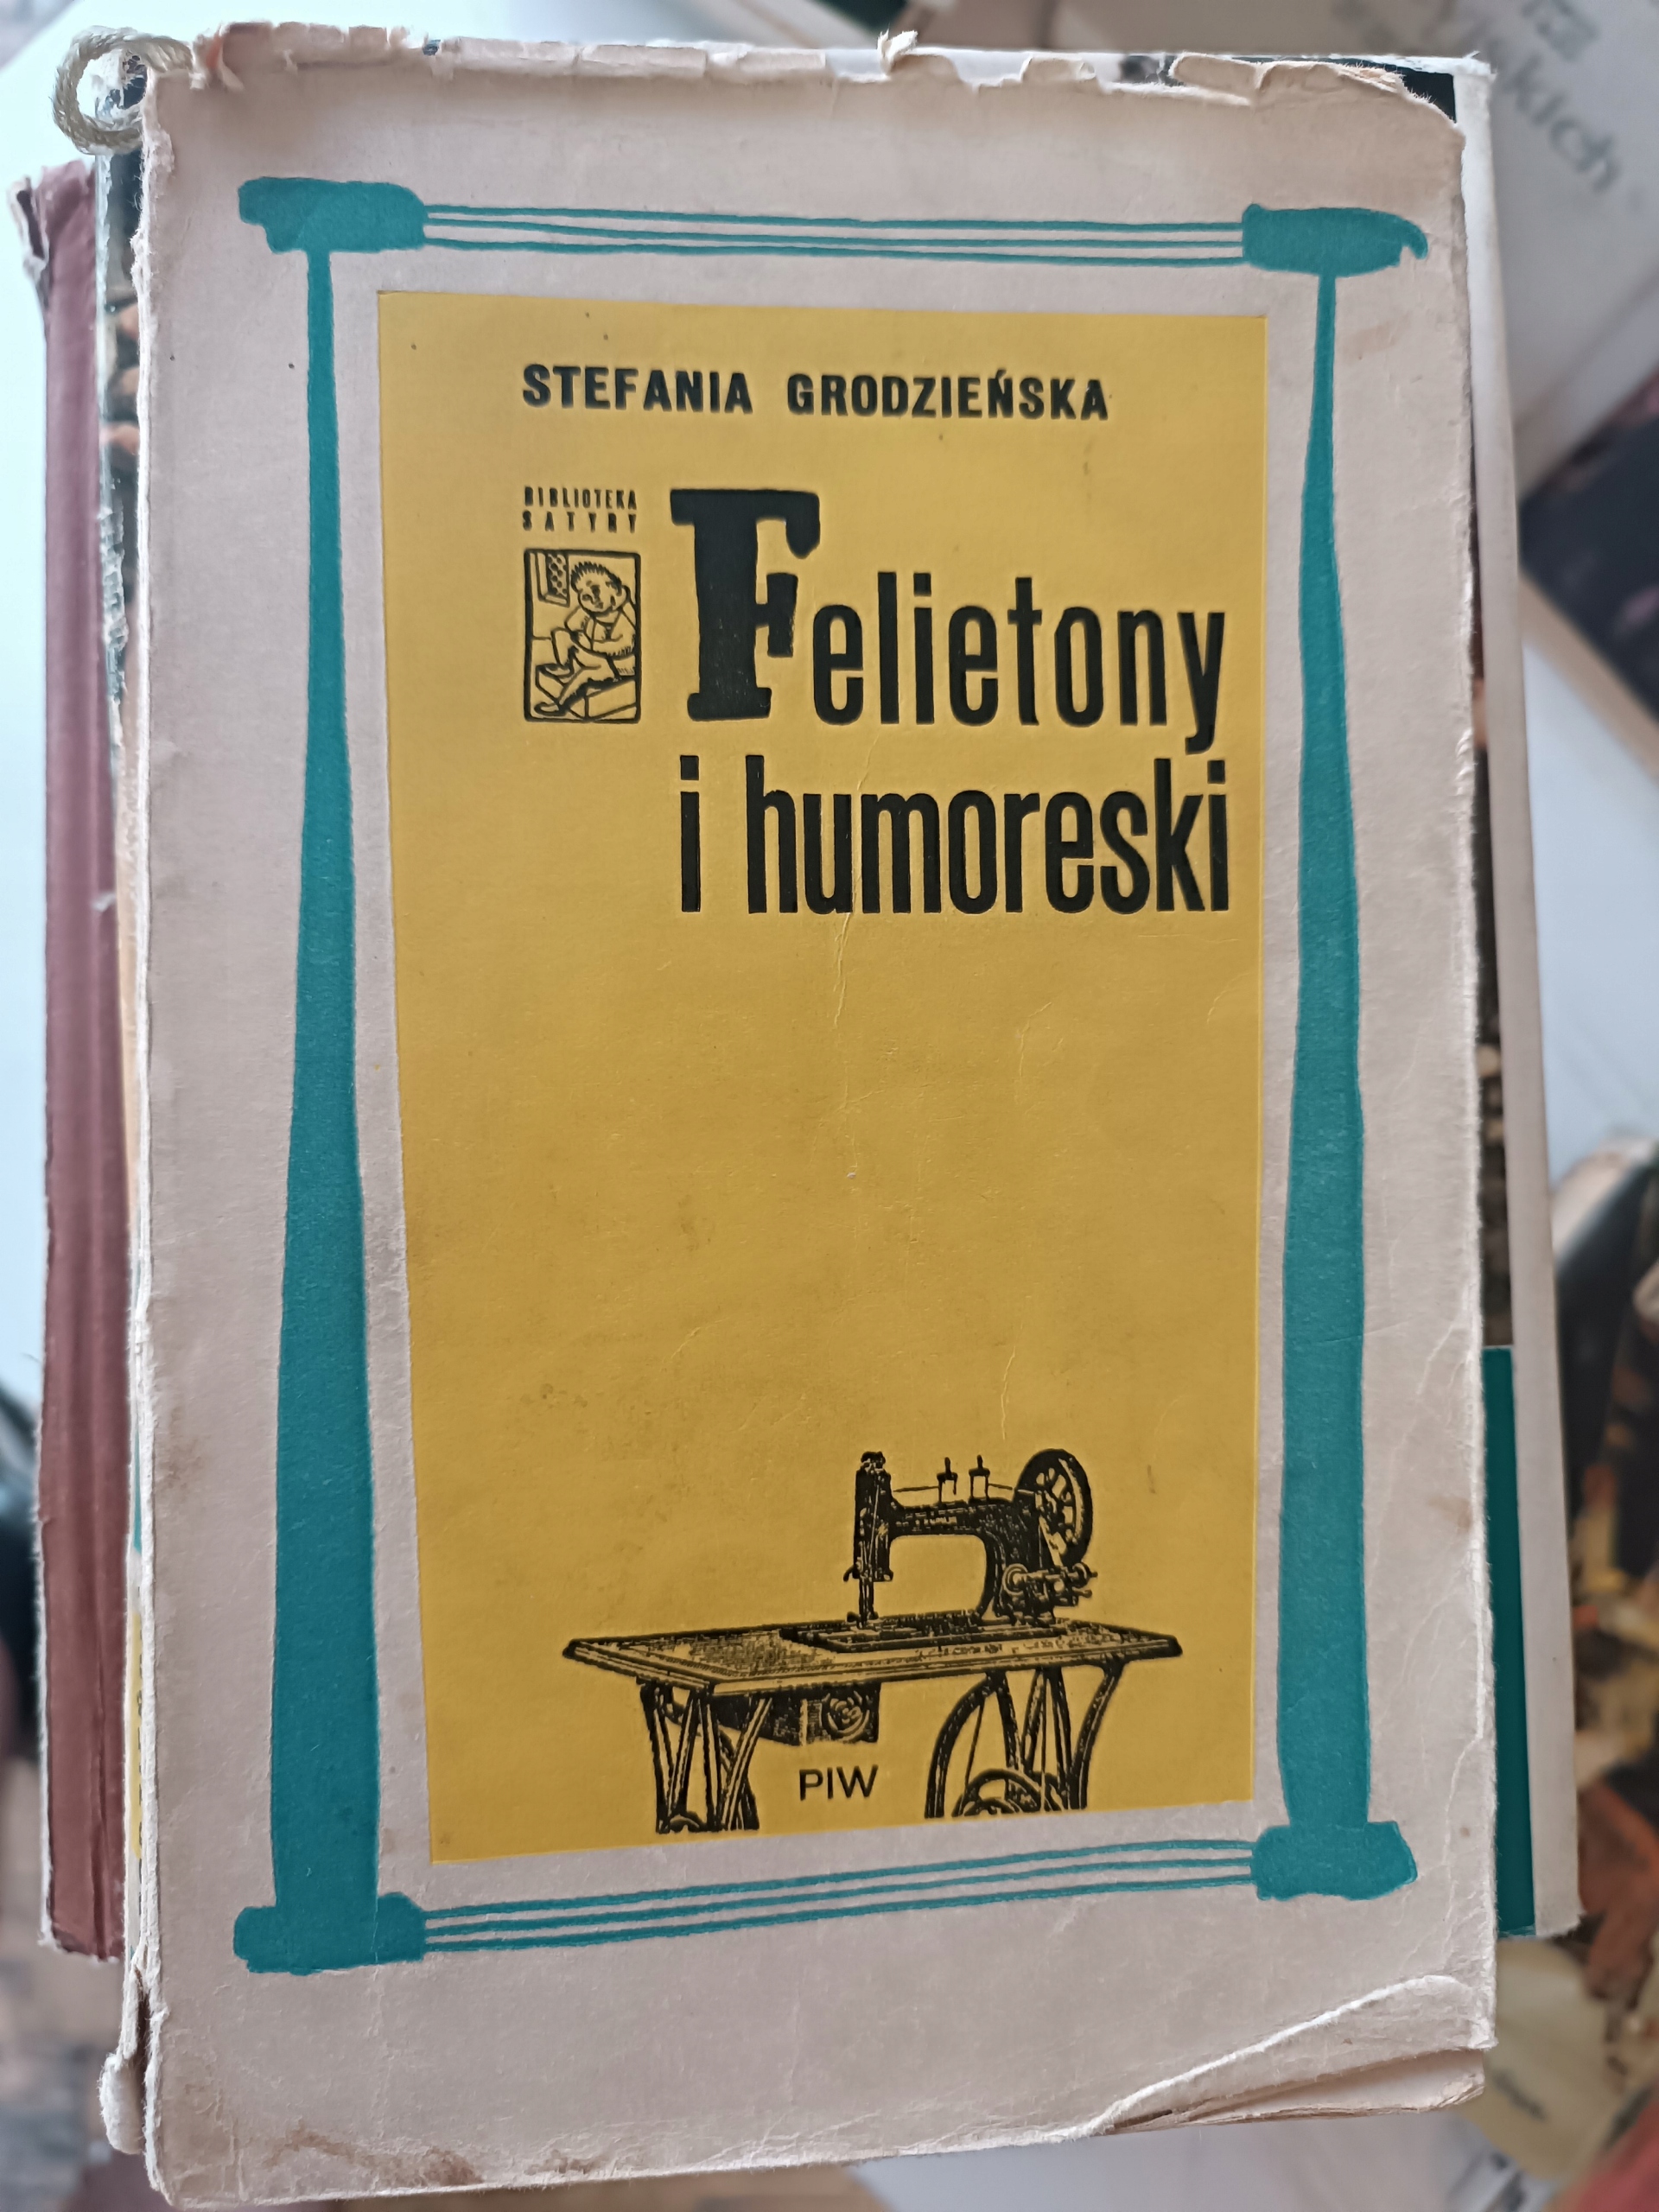 STEFANIA GRODZIEŃSKA
BIBLIOTEKA
SATYRY
Felietony
i humoreski
PIW